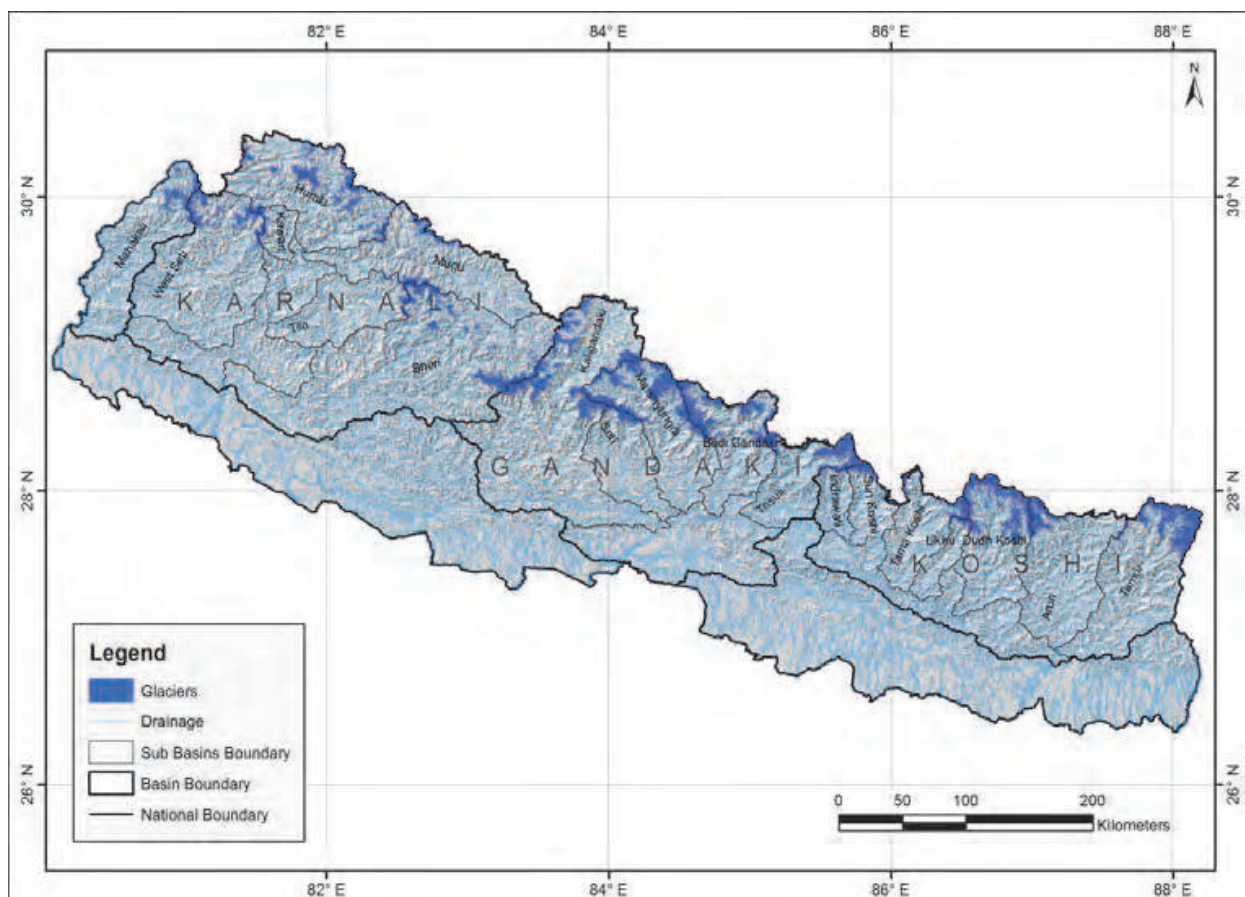 82° E 84° E 86° E 88° E
N
30° N 30° N
28° N 28° N
26° N 26° N
Mahakali
West Seti
Humla
Kawari
Mugu
KARNALI
Tila
Bheri
Kaligandaki
Marsyangdi
Seti
Budi Gandaki
GANDAKI
Trisuli
Indrawati
Sun Koshi
Tama Koshi
Likhu Dudh Koshi
KOSHI
Arun
Tamor
Legend
Glaciers
Drainage
Sub Basins Boundary
Basin Boundary
National Boundary
0 50 100 200
Kilometers
82° E 84° E 86° E 88° E